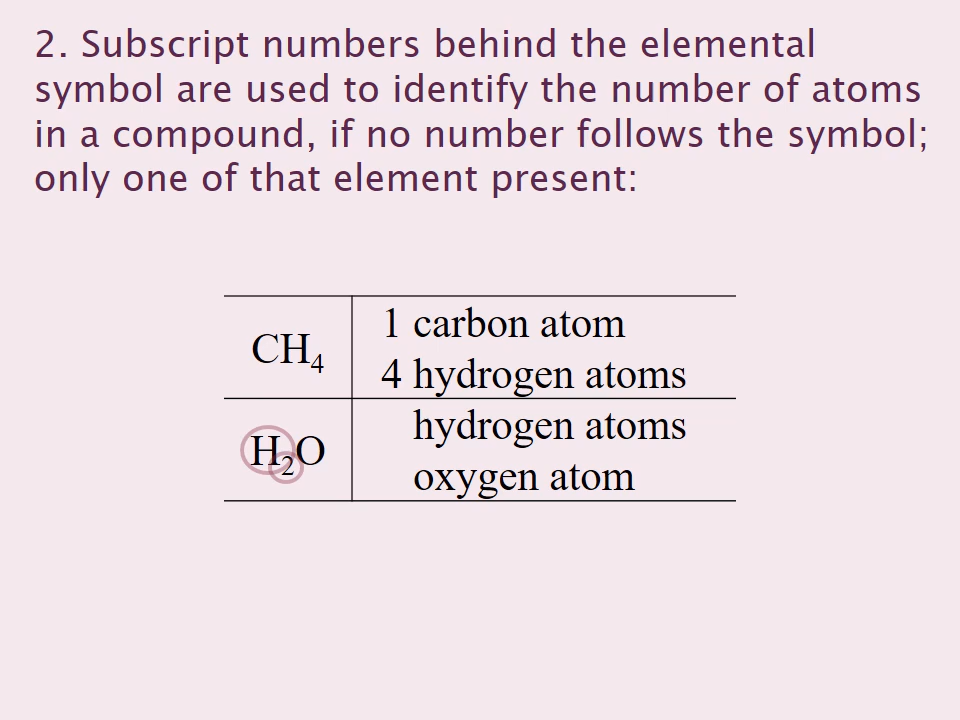 2. Subscript numbers behind the elemental
symbol are used to identify the number of atoms
in a compound, if no number follows the symbol;
only one of that element present:
CH₄
1 carbon atom
4 hydrogen atoms
H₂O
hydrogen atoms
oxygen atom